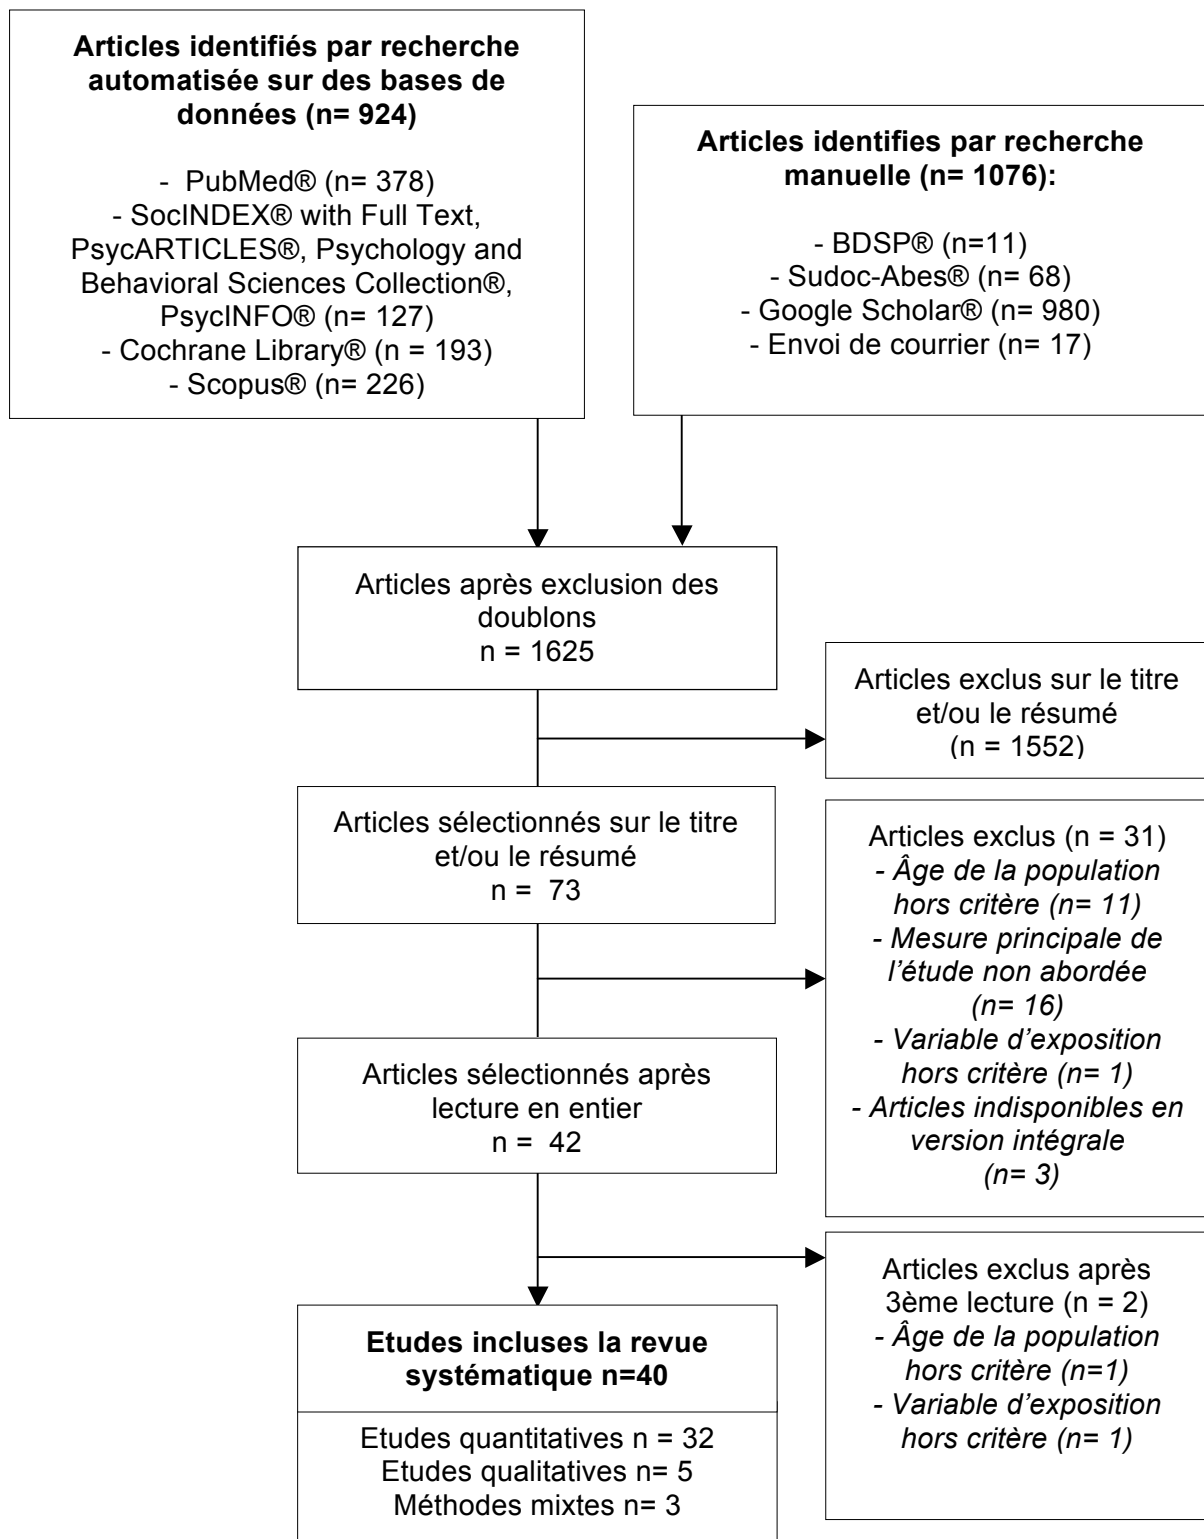 Articles identifiés par recherche
automatisée sur des bases de
données (n= 924)
- PubMed® (n= 378)
- SocINDEX® with Full Text,
PsycARTICLES®, Psychology and
Behavioral Sciences Collection®,
PsycINFO® (n= 127)
- Cochrane Library® (n = 193)
- Scopus® (n= 226)
Articles identifies par recherche
manuelle (n= 1076):
- BDSP® (n=11)
- Sudoc-Abes® (n= 68)
- Google Scholar® (n= 980)
- Envoi de courrier (n= 17)
Articles après exclusion des
doublons
n = 1625
Articles exclus sur le titre
et/ou le résumé
(n = 1552)
Articles sélectionnés sur le titre
et/ou le résumé
n = 73
Articles exclus (n = 31)
- Âge de la population
hors critère (n= 11)
- Mesure principale de
l'étude non abordée
(n= 16)
- Variable d'exposition
hors critère (n= 1)
- Articles indisponibles en
version intégrale
(n= 3)
Articles sélectionnés après
lecture en entier
n = 42
Articles exclus après
3ème lecture (n = 2)
- Âge de la population
hors critère (n=1)
- Variable d'exposition
hors critère (n= 1)
Etudes incluses la revue
systématique n=40
Etudes quantitatives n = 32
Etudes qualitatives n= 5
Méthodes mixtes n= 3